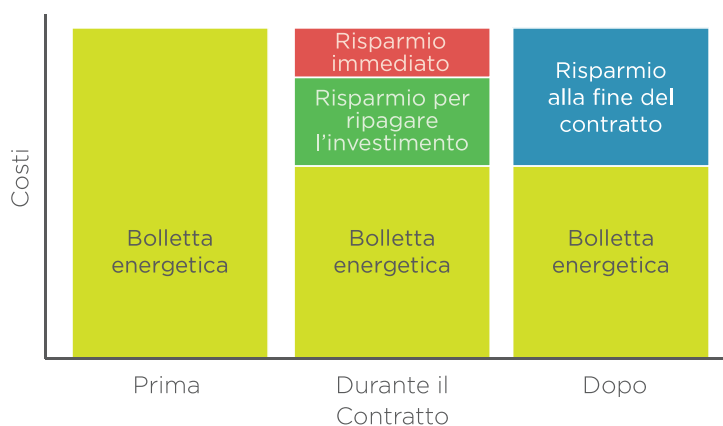 Costi
Bolletta
energetica
Risparmio
immediato
Risparmio per
ripagare
l'investimento
Bolletta
energetica
Risparmio
alla fine del
contratto
Bolletta
energetica
Prima
Durante il
Contratto
Dopo